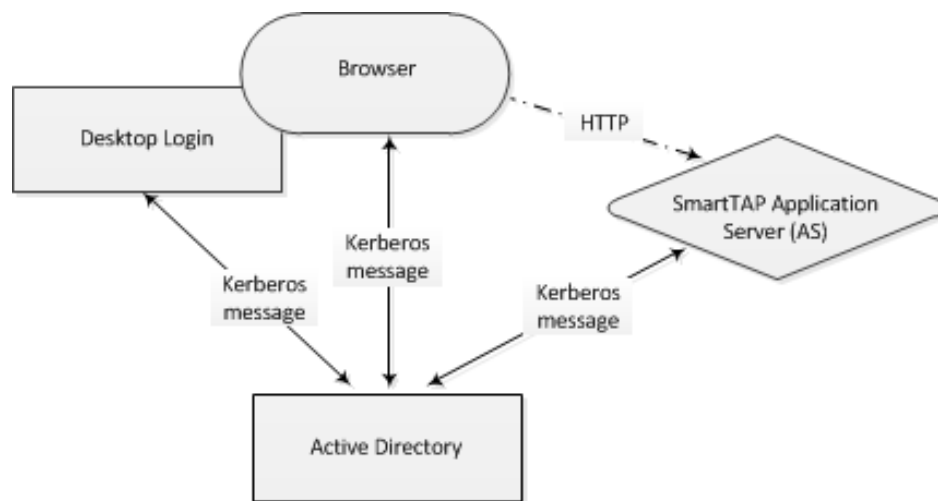 Browser
Desktop Login
HTTP
SmartTAP Application
Server (AS)
Kerberos
message
Kerberos
message
Kerberos
message
Active Directory